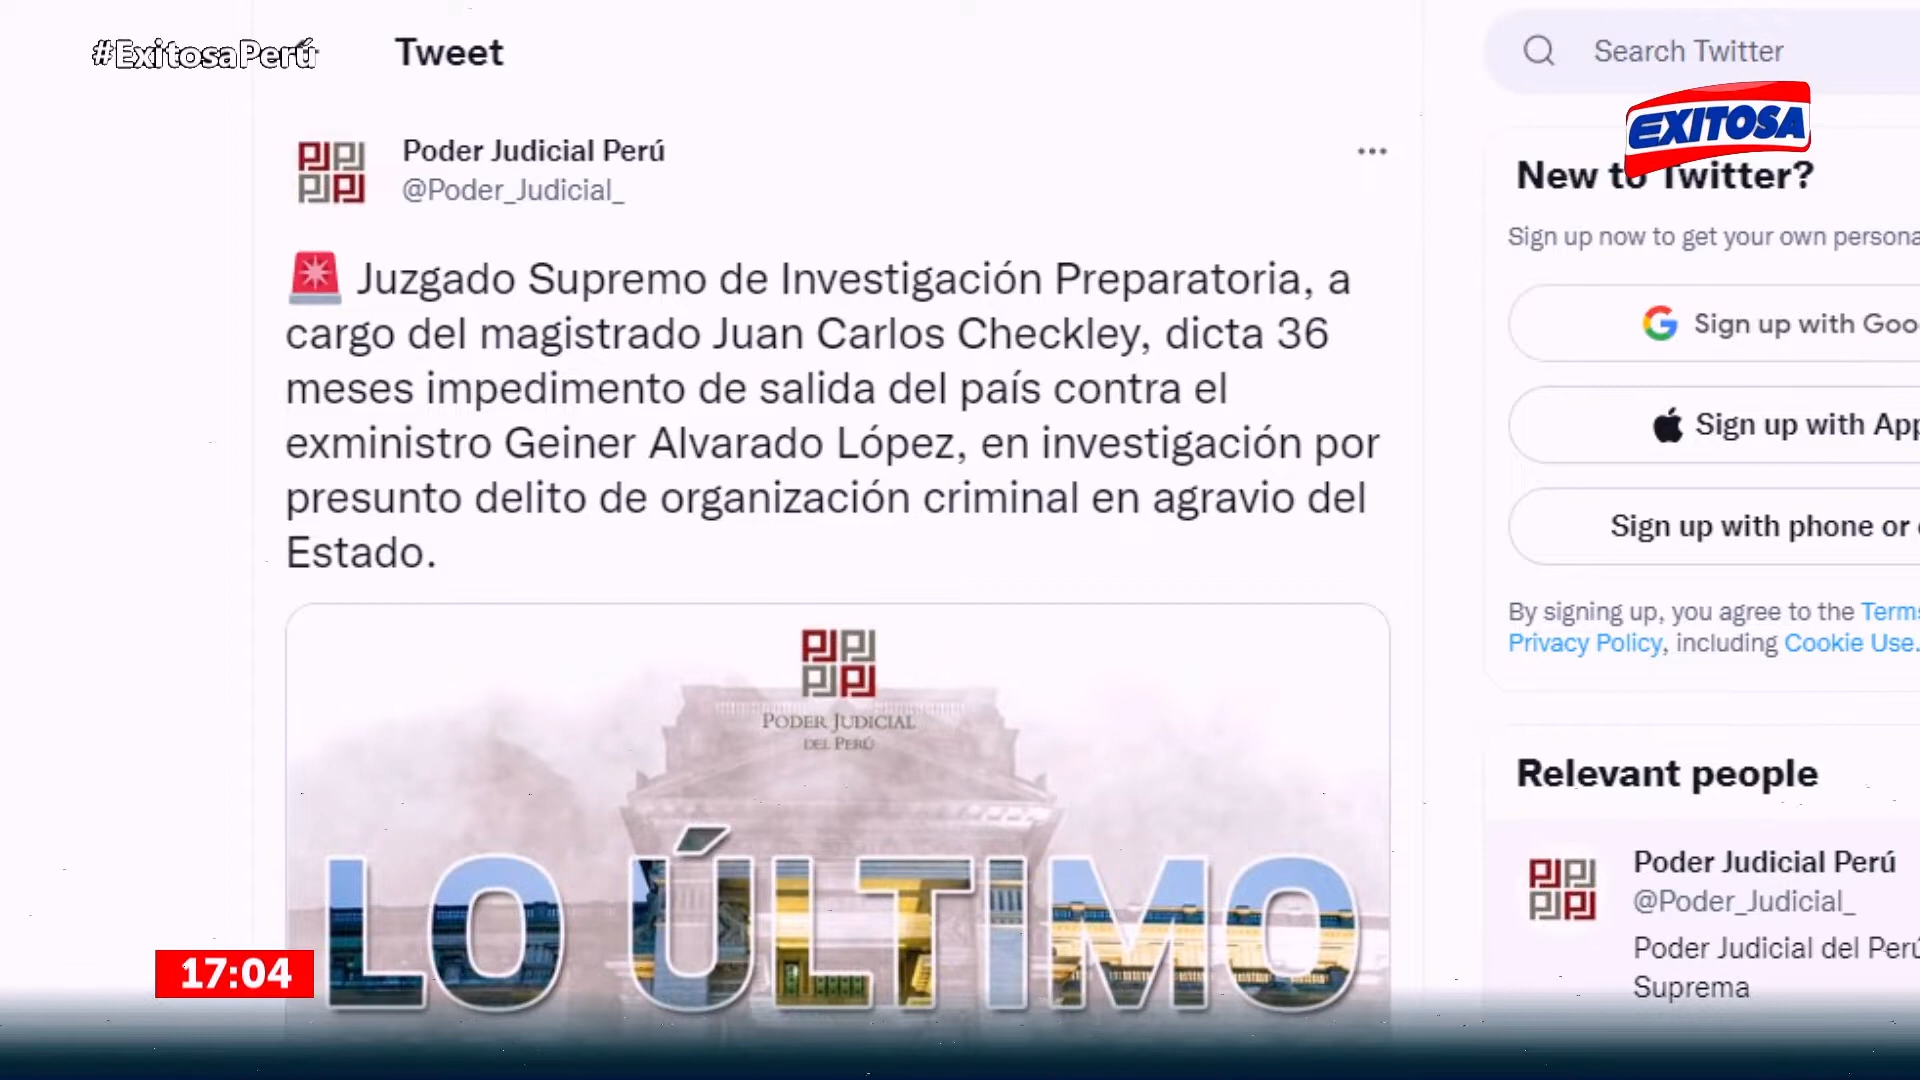 #ExitosaPerú
Tweet
Search Twitter
EXITOSA
Poder Judicial Perú
@Poder_Judicial_
Juzgado Supremo de Investigación Preparatoria, a
cargo del magistrado Juan Carlos Checkley, dicta 36
meses impedimento de salida del país contra el
exministro Geiner Alvarado López, en investigación por
presunto delito de organización criminal en agravio del
Estado.
PODER JUDICIAL
DEL PERÚ
LO ÚLTIMO
17:04
New to Twitter?
Sign up now to get your own persona
Sign up with Goo
Sign up with App
Sign up with phone or
By signing up, you agree to the Terms
Privacy Policy, including Cookie Use.
Relevant people
Poder Judicial Perú
@Poder_Judicial_
Poder Judicial del Perú
Suprema